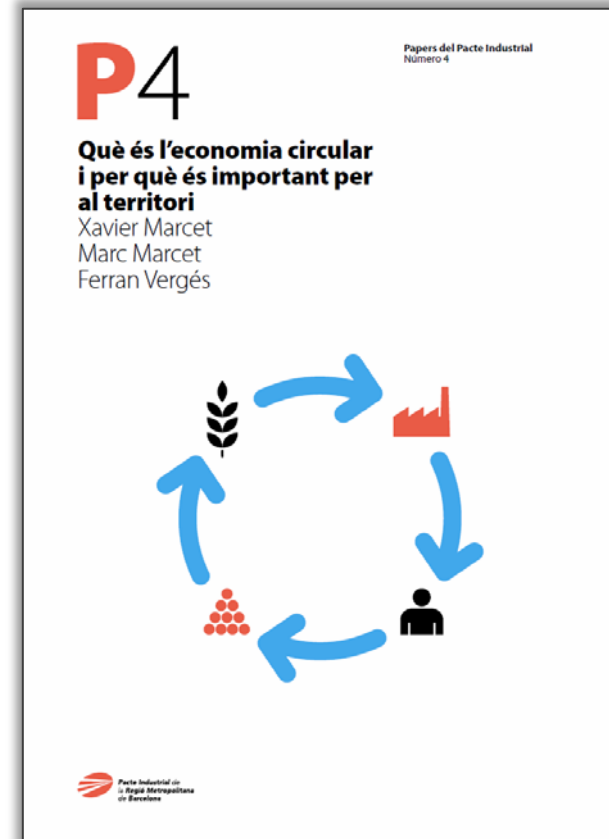 P4
Papers del Pacte Industrial
Número 4
Què és l'economia circular
i per què és important per
al territori
Xavier Marcet
Marc Marcet
Ferran Vergés
Pacte Industrial de
la Regió Metropolitana
de Barcelona